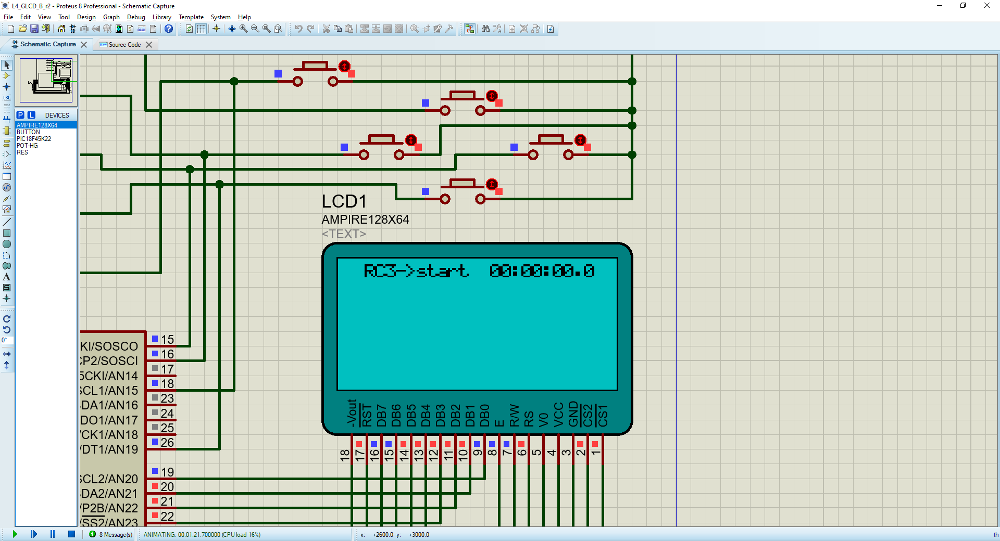 L4_GLCD_B_r2 - Proteus 8 Professional - Schematic Capture
File Edit View Tool Design Graph Debug Library Template System Help
Schematic Capture
Source Code
P L DEVICES
AMPIRE128X64
BUTTON
PIC18F45K22
POT-HG
RES
LBL
A
S
0°
LCD1
AMPIRE128X64
<TEXT>
RC3->start. 00:00:00.0
KI/SOSCO 15
CP2/SOSCI 16
5CKI/AN14 17
SCL1/AN15 18
DA1/AN16 23
DO1/AN17 24
/CK1/AN18 25
/DT1/AN19 26
SCL2/AN20 19
DA2/AN21 20
/P2B/AN22 21
/SS2/AN23 22
-Vout RST DB7 DB6 DB5 DB4 DB3 DB2 DB1 DB0 E R/W RS V0 VCC GND CS2 CS1
18 17 16 15 14 13 12 11 10 9 8 7 6 5 4 3 2 1
8 Message(s) ANIMATING: 00:01:21.700000 (CPU load 16%) x: +2600.0 y: +3000.0 th